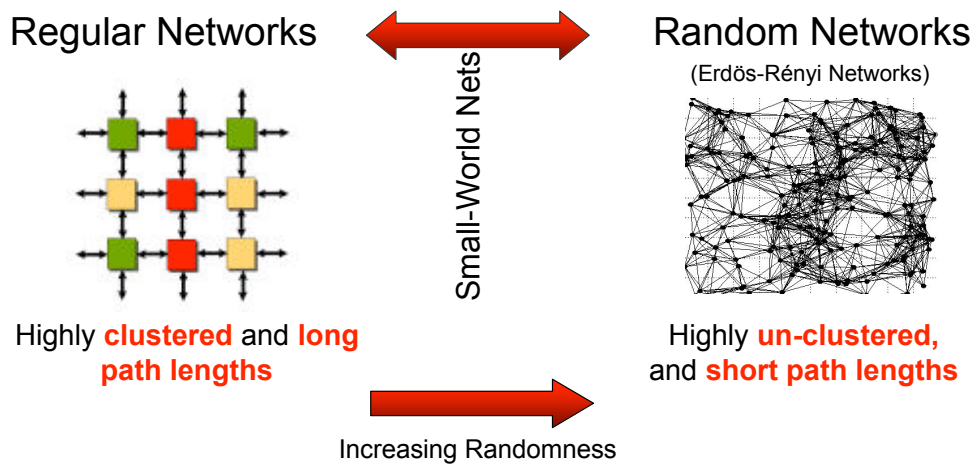 Regular Networks
Random Networks
(Erdös-Rényi Networks)
Small-World Nets
Highly clustered and long
path lengths
Highly un-clustered,
and short path lengths
Increasing Randomness